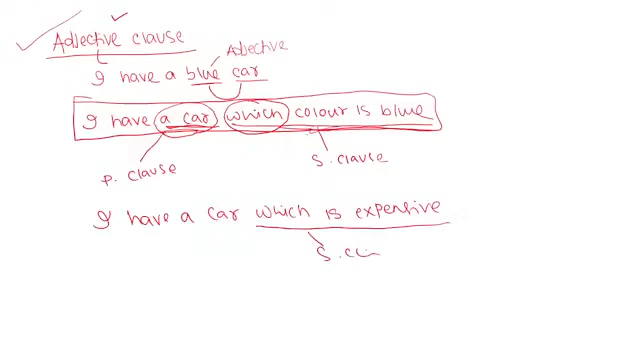 Adjective clause
Adjective
I have a blue car
I have a car which colour is blue
P. clause
S. clause
I have a car which is expensive
S. cla